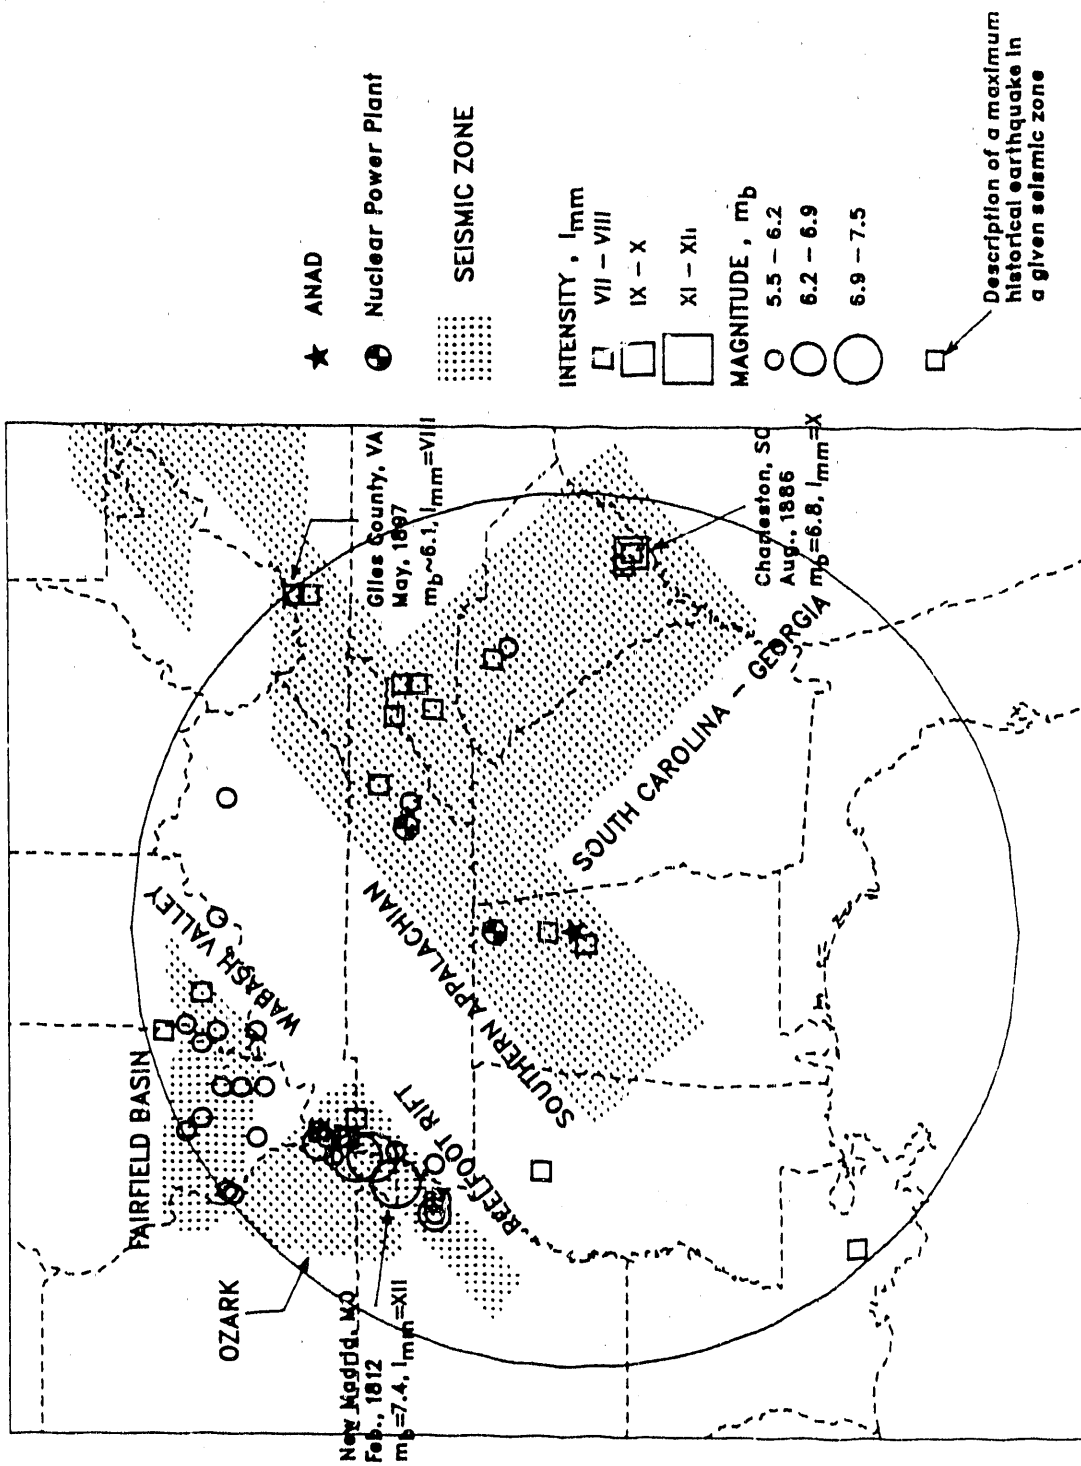 FAIRFIELD BASIN
WABASH VALLEY
OZARK
New Madrid, MO
Feb., 1812
mb=7.4, Imm=XII
REELFOOT RIFT
SOUTHERN APPALACHIAN
SOUTH CAROLINA – GEORGIA
Giles County, VA
May, 1897
mb~6.1, Imm=VIII
Charleston, SC
Aug., 1886
mb=6.8, Imm=X
ANAD
Nuclear Power Plant
SEISMIC ZONE
INTENSITY, Imm
VII – VIII
IX – X
XI – XII
MAGNITUDE, mb
5.5 – 6.2
6.2 – 6.9
6.9 – 7.5
Description of a maximum
historical earthquake in
a given seismic zone